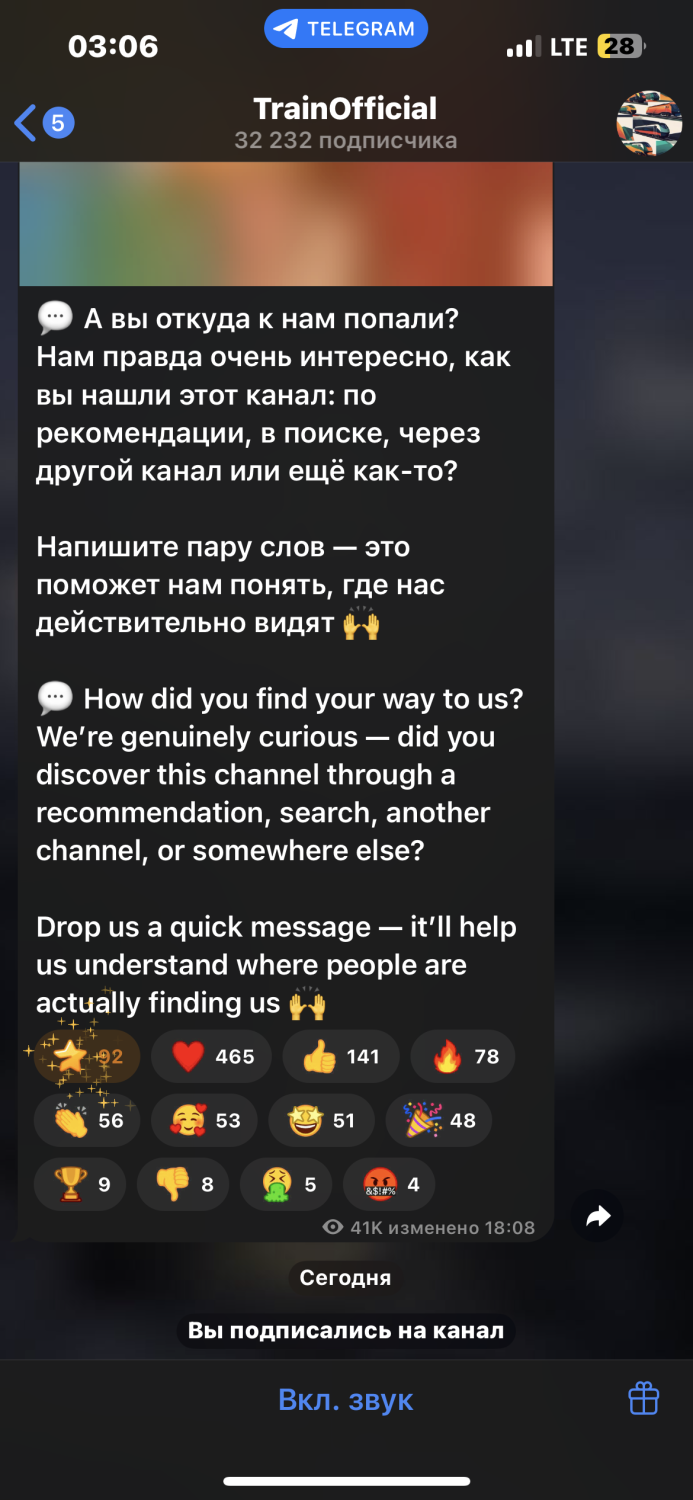 03:06
TELEGRAM
LTE 28
5
TrainOfficial
32 232 подписчика
💬 А вы откуда к нам попали?
Нам правда очень интересно, как
вы нашли этот канал: по
рекомендации, в поиске, через
другой канал или ещё как-то?
Напишите пару слов — это
поможет нам понять, где нас
действительно видят 🙌
💬 How did you find your way to us?
We’re genuinely curious — did you
discover this channel through a
recommendation, search, another
channel, or somewhere else?
Drop us a quick message — it’ll help
us understand where people are
actually finding us 🙌
⭐ 92 ❤️ 465 👍 141 🔥 78
👏 56 🥰 53 🤩 51 🎉 48
🏆 9 👎 8 🤮 5 🤬 4
41K изменено 18:08
Сегодня
Вы подписались на канал
Вкл. звук